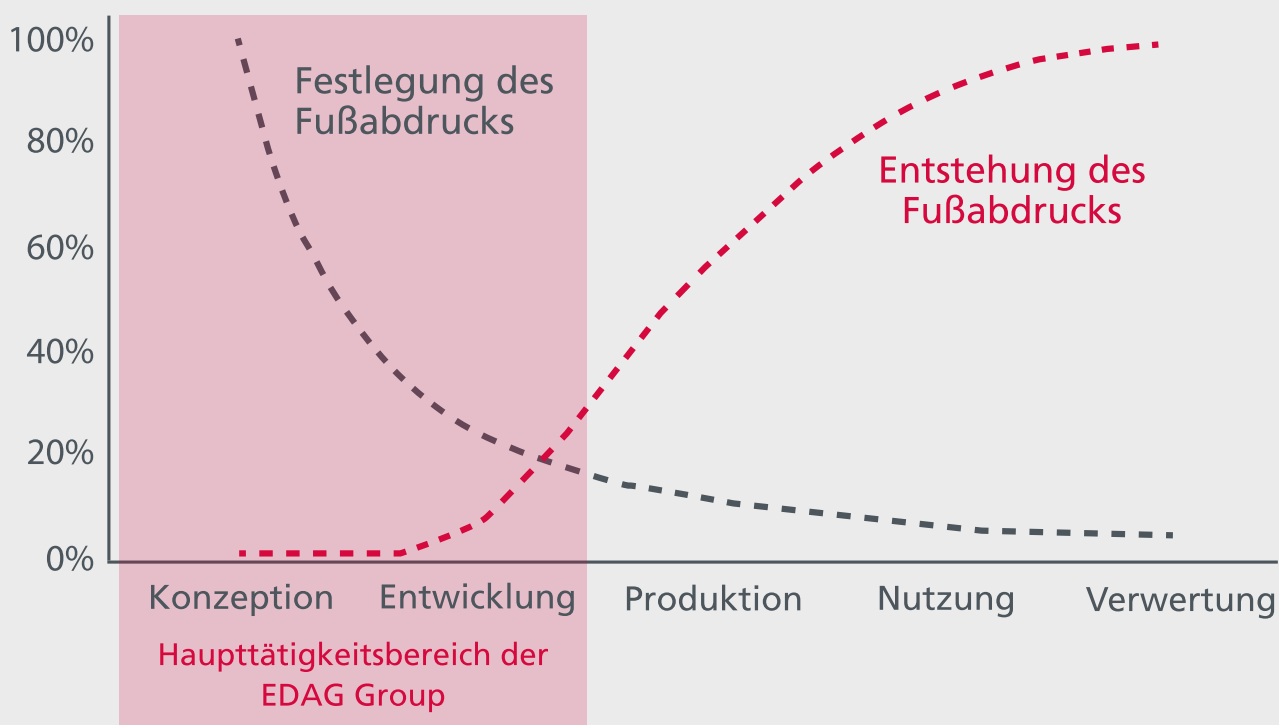 100%
80%
60%
40%
20%
0%
Festlegung des
Fußabdrucks
Entstehung des
Fußabdrucks
Konzeption
Entwicklung
Produktion
Nutzung
Verwertung
Haupttätigkeitsbereich der
EDAG Group